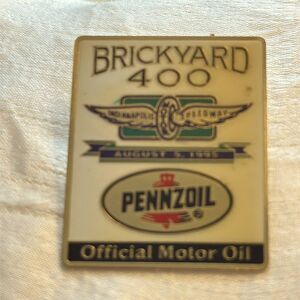 BRICKYARD
400
INDIANAPOLIS SPEEDWAY
AUGUST 5, 1995
PENNZOIL ®
Official Motor Oil